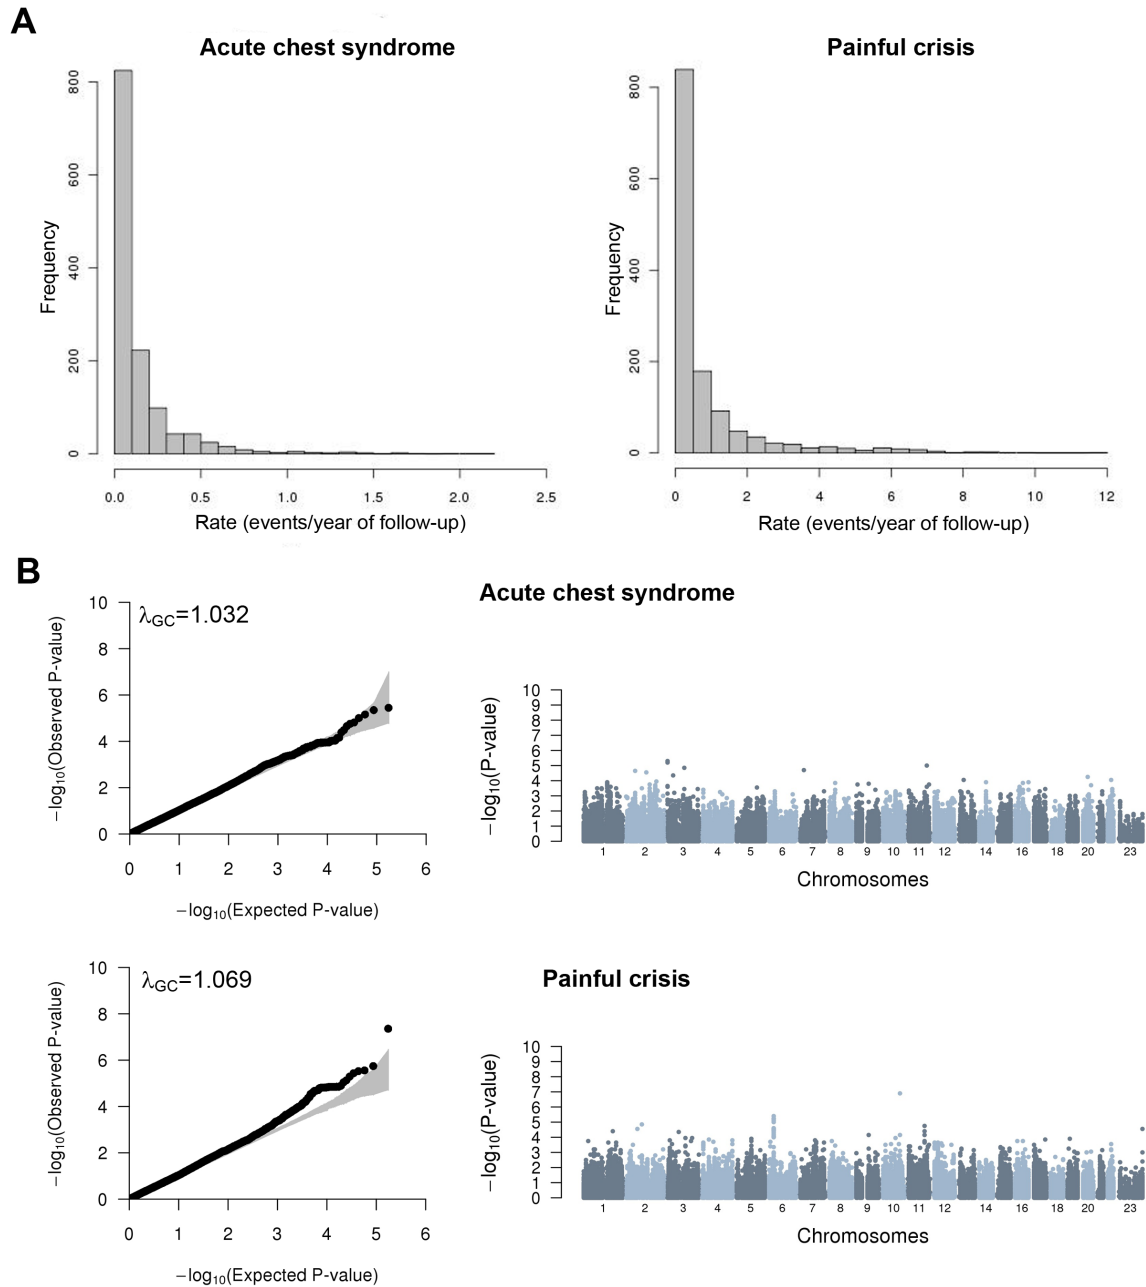 A
Acute chest syndrome
Painful crisis
Frequency
0
200
400
600
800
0.0 0.5 1.0 1.5 2.0 2.5
Rate (events/year of follow-up)
Frequency
0
200
400
600
800
0 2 4 6 8 10 12
Rate (events/year of follow-up)
B
Acute chest syndrome
λGC=1.032
−log10(Observed P-value)
10
8
6
4
2
0
0 1 2 3 4 5 6
−log10(Expected P-value)
−log10(P-value)
10
9
8
7
6
5
4
3
2
1
0
1 2 3 4 5 6 7 8 9 10 11 12 14 16 18 20 23
Chromosomes
Painful crisis
λGC=1.069
−log10(Observed P-value)
10
8
6
4
2
0
0 1 2 3 4 5 6
−log10(Expected P-value)
−log10(P-value)
10
9
8
7
6
5
4
3
2
1
0
1 2 3 4 5 6 7 8 9 10 11 12 14 16 18 20 23
Chromosomes